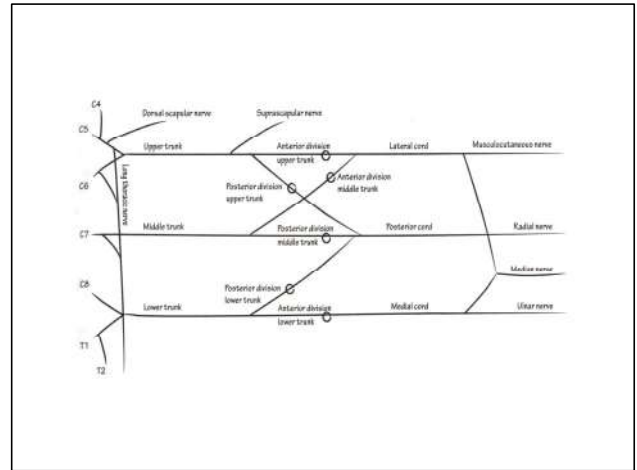 C4
Dorsal scapular nerve
Suprascapular nerve
C5
Upper trunk
Anterior division
upper trunk
Lateral cord
Musculocutaneous nerve
Long thoracic nerve
C6
Posterior division
upper trunk
Anterior division
middle trunk
C7
Middle trunk
Posterior division
middle trunk
Posterior cord
Radial nerve
Median nerve
C8
Posterior division
lower trunk
Lower trunk
Anterior division
lower trunk
Medial cord
Ulnar nerve
T1
T2